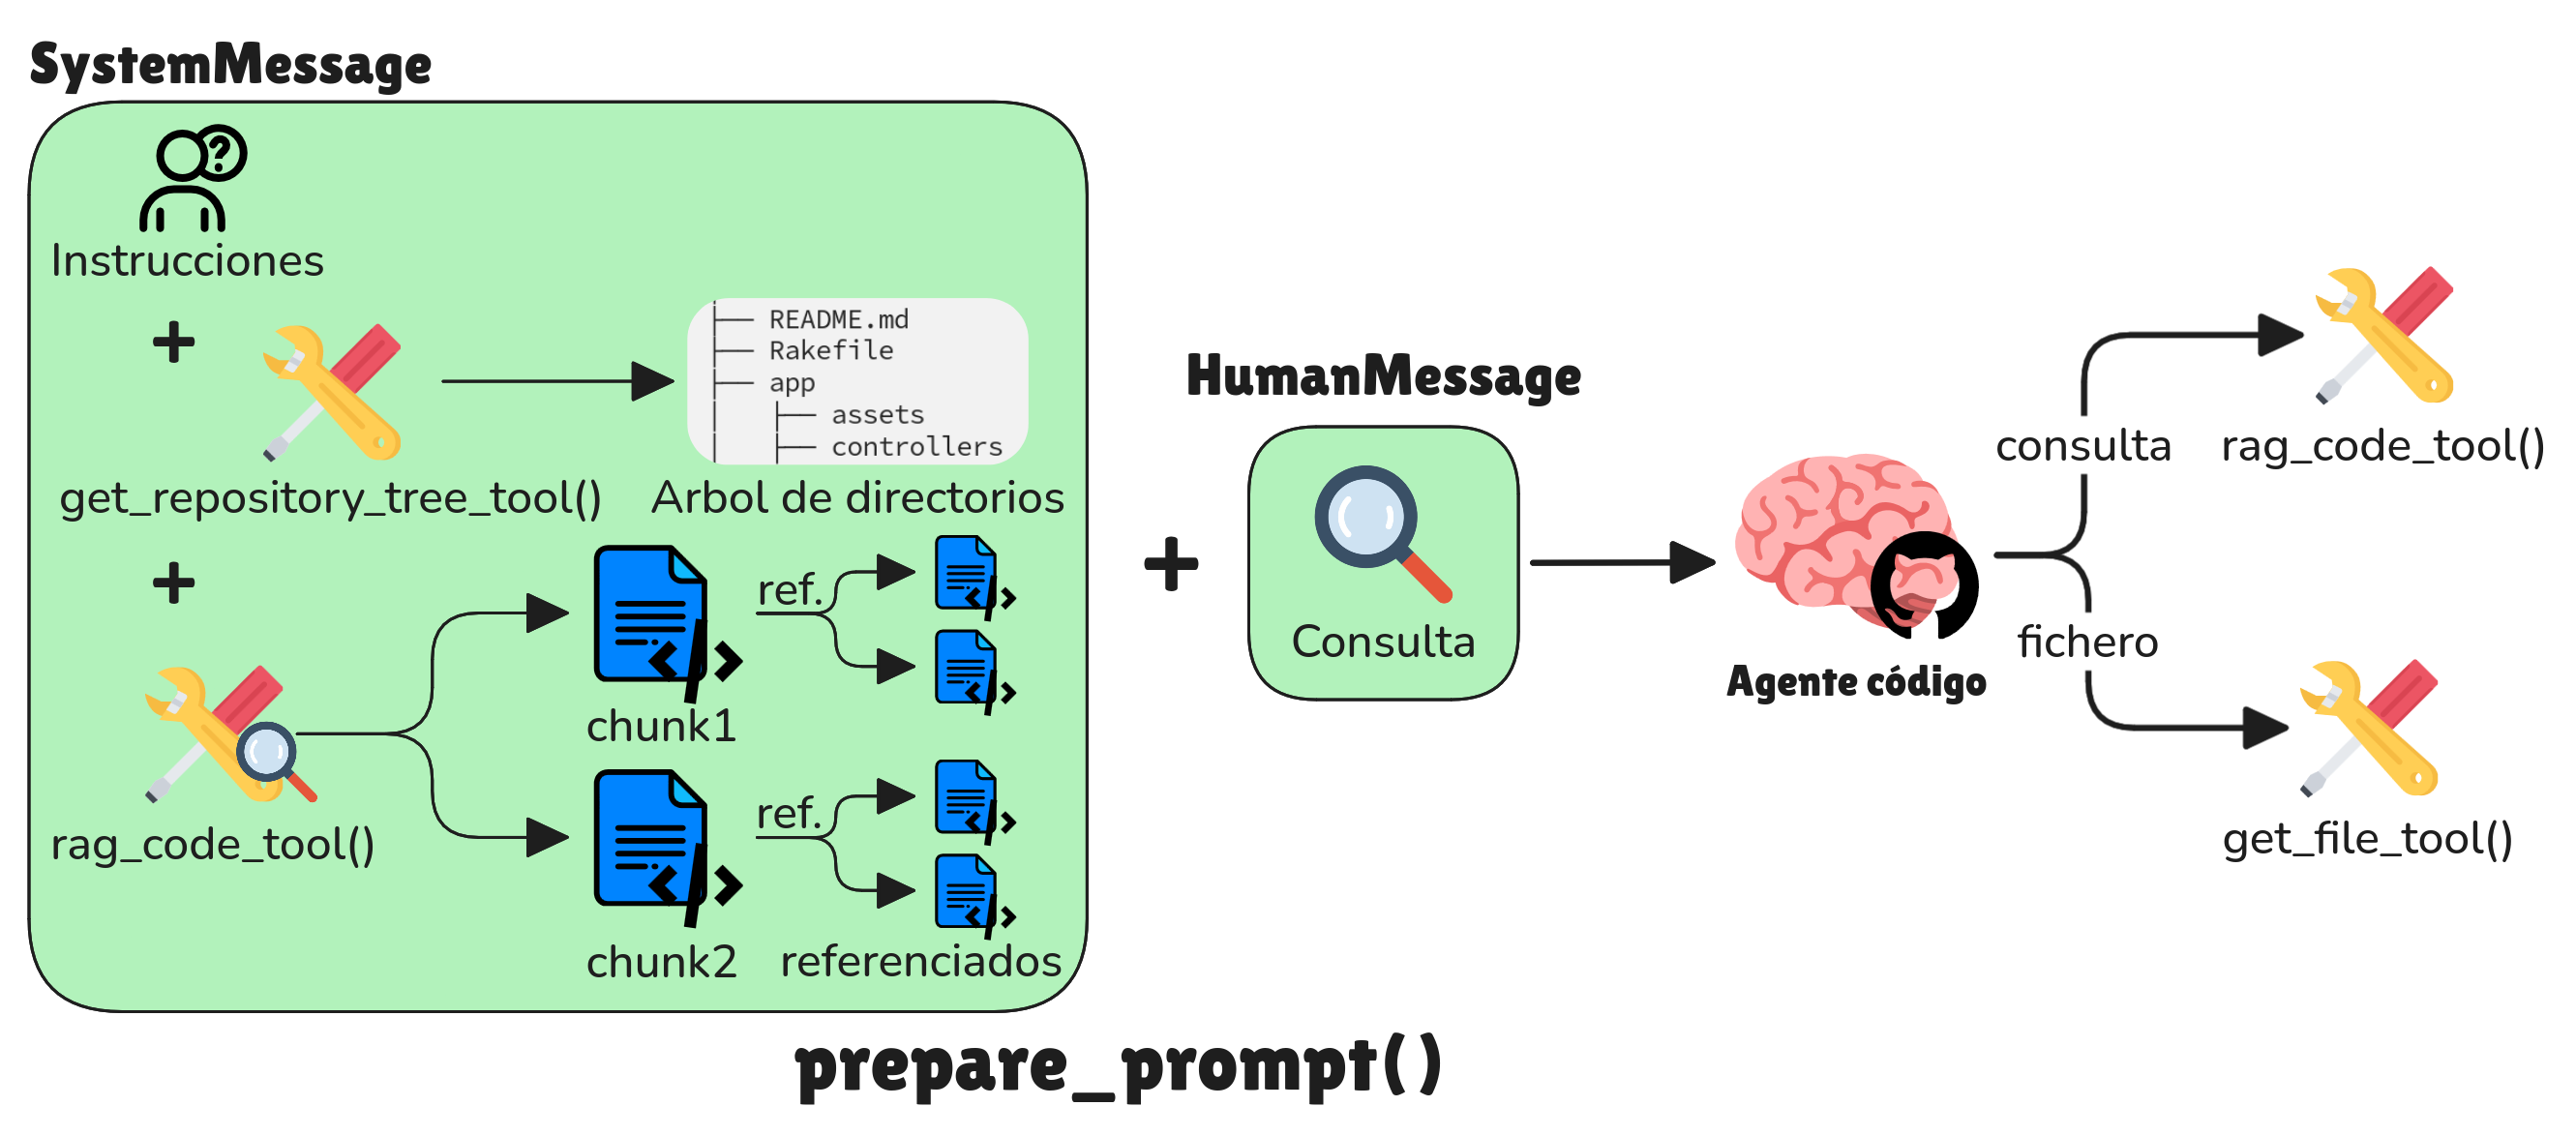 SystemMessage
Instrucciones
+
├── README.md
├── Rakefile
├── app
│   ├── assets
│   ├── controllers
get_repository_tree_tool()
Arbol de directorios
+
rag_code_tool()
ref.
chunk1
ref.
chunk2
referenciados
+
HumanMessage
Consulta
Agente código
consulta
rag_code_tool()
fichero
get_file_tool()
prepare_prompt()